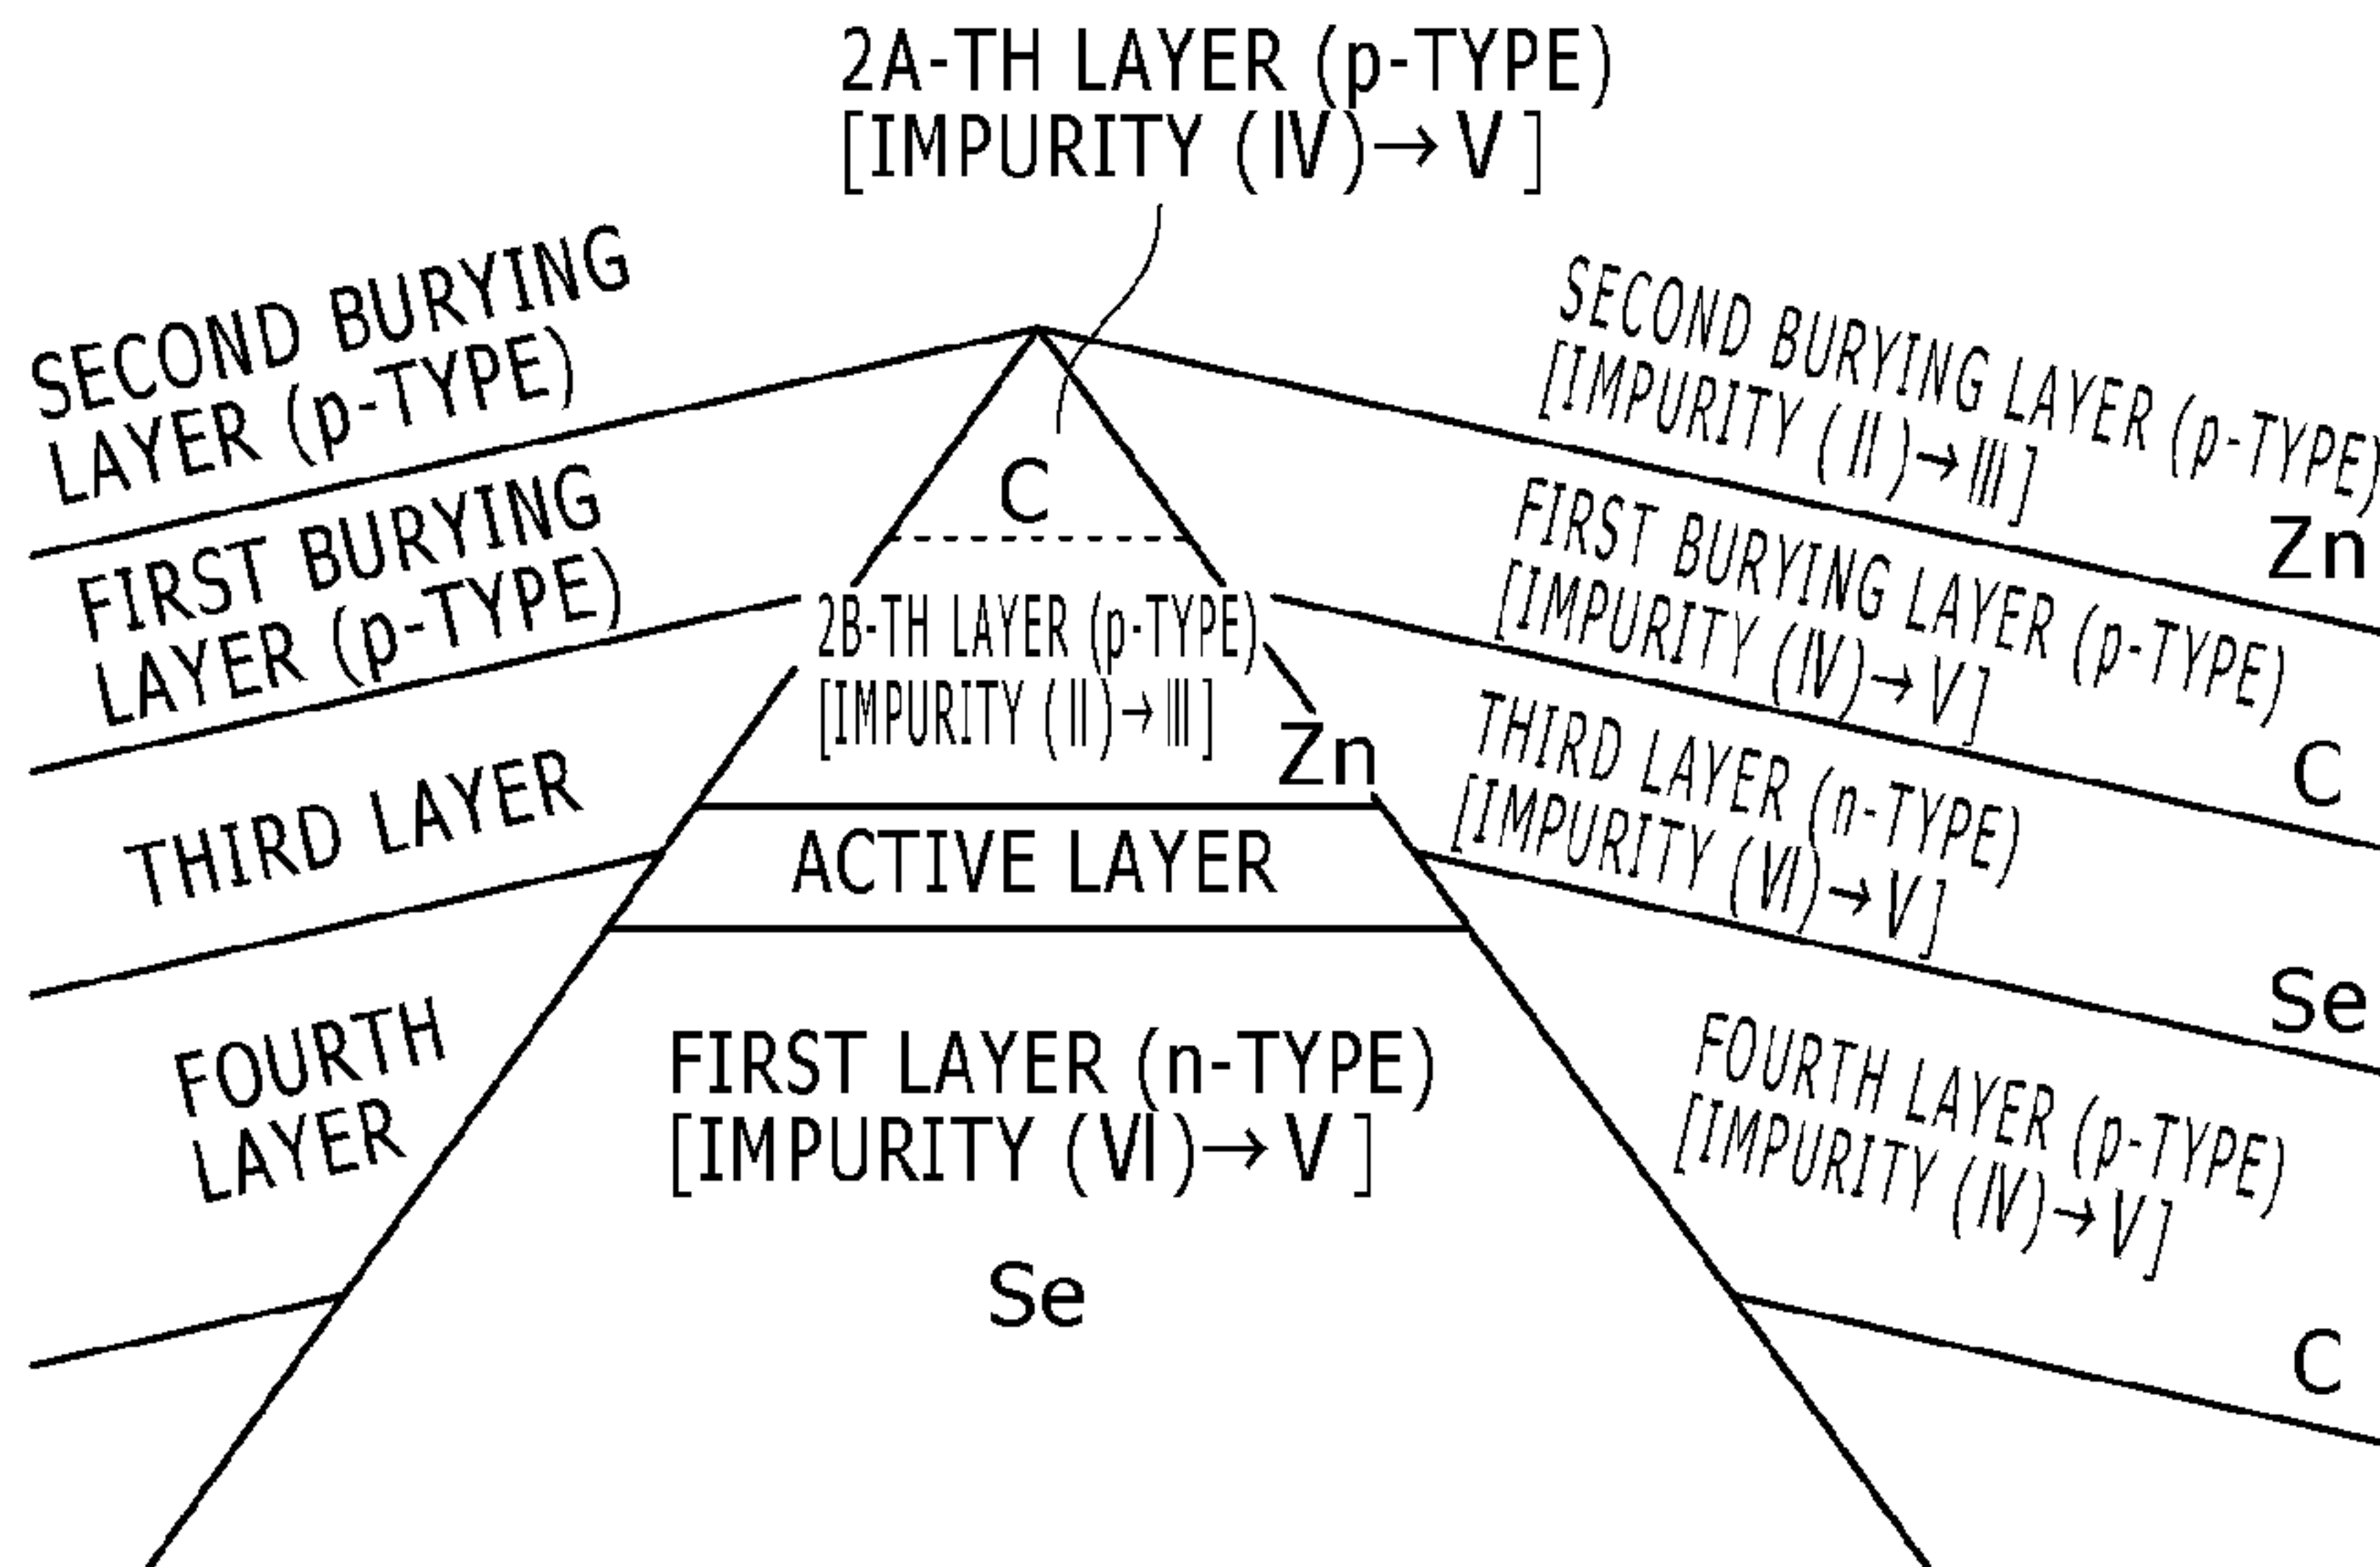 2A-TH LAYER (p-TYPE)
[IMPURITY (Ⅳ)→Ⅴ]
SECOND BURYING
LAYER (p-TYPE)
FIRST BURYING
LAYER (p-TYPE)
THIRD LAYER
FOURTH
LAYER
C
2B-TH LAYER (p-TYPE)
[IMPURITY (Ⅱ)→Ⅲ]
Zn
ACTIVE LAYER
FIRST LAYER (n-TYPE)
[IMPURITY (Ⅵ)→Ⅴ]
Se
SECOND BURYING LAYER (p-TYPE)
[IMPURITY (Ⅱ)→Ⅲ]
Zn
FIRST BURYING LAYER (p-TYPE)
[IMPURITY (Ⅳ)→Ⅴ]
C
THIRD LAYER (n-TYPE)
[IMPURITY (Ⅵ)→Ⅴ]
Se
FOURTH LAYER (p-TYPE)
[IMPURITY (Ⅳ)→Ⅴ]
C